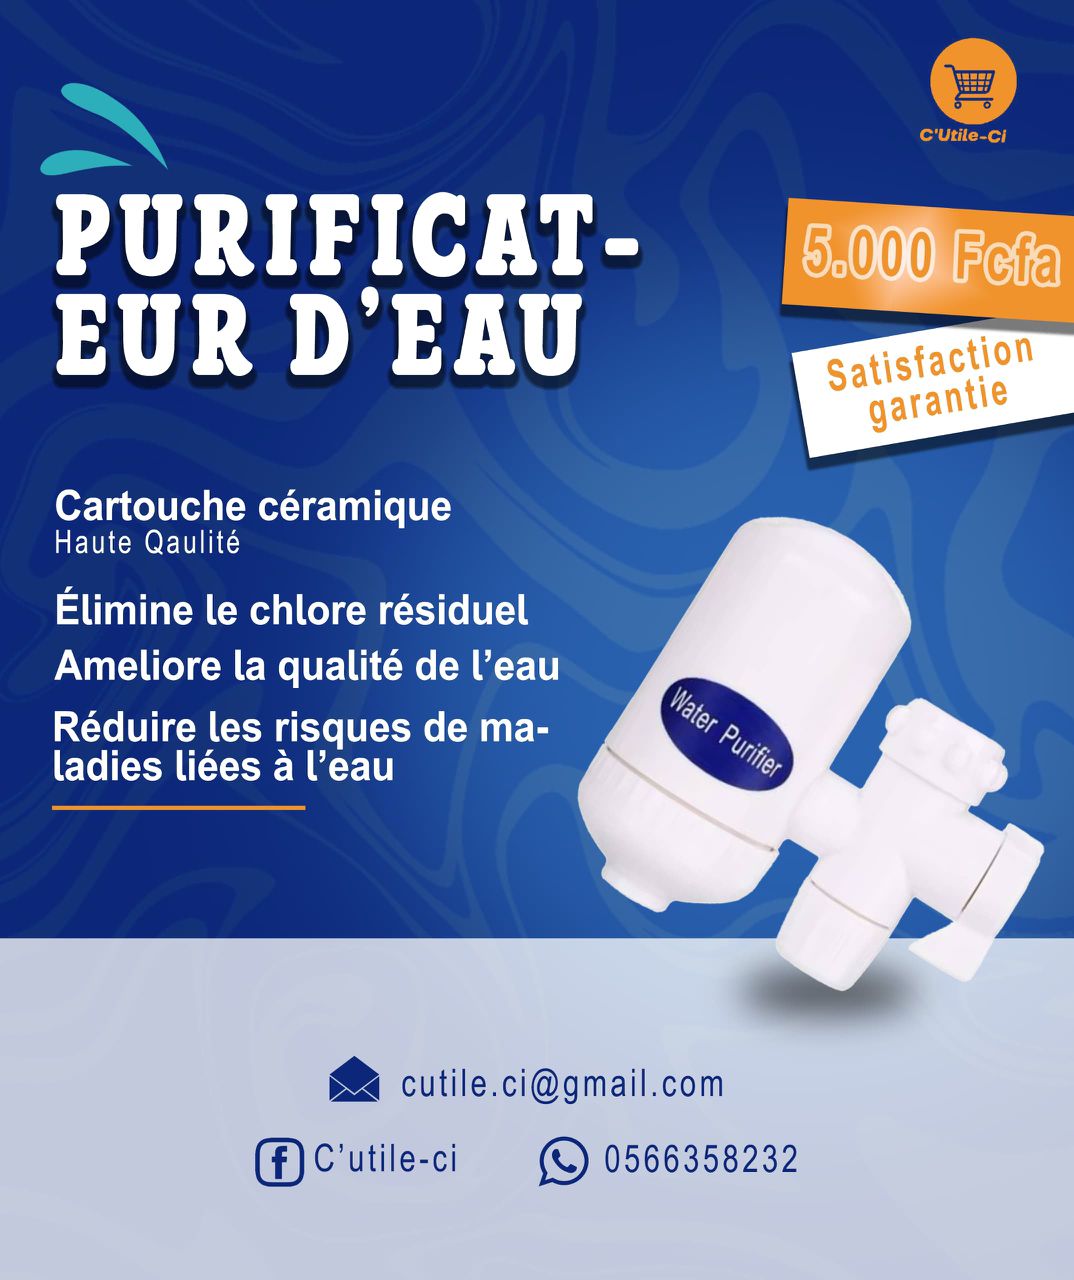 C'Utile-Ci
PURIFICAT-
EUR D’EAU
5.000 Fcfa
Satisfaction
garantie
Cartouche céramique
Haute Qaulité
Élimine le chlore résiduel
Ameliore la qualité de l’eau
Réduire les risques de ma-
ladies liées à l’eau
Water Purifier
cutile.ci@gmail.com
C’utile-ci
0566358232